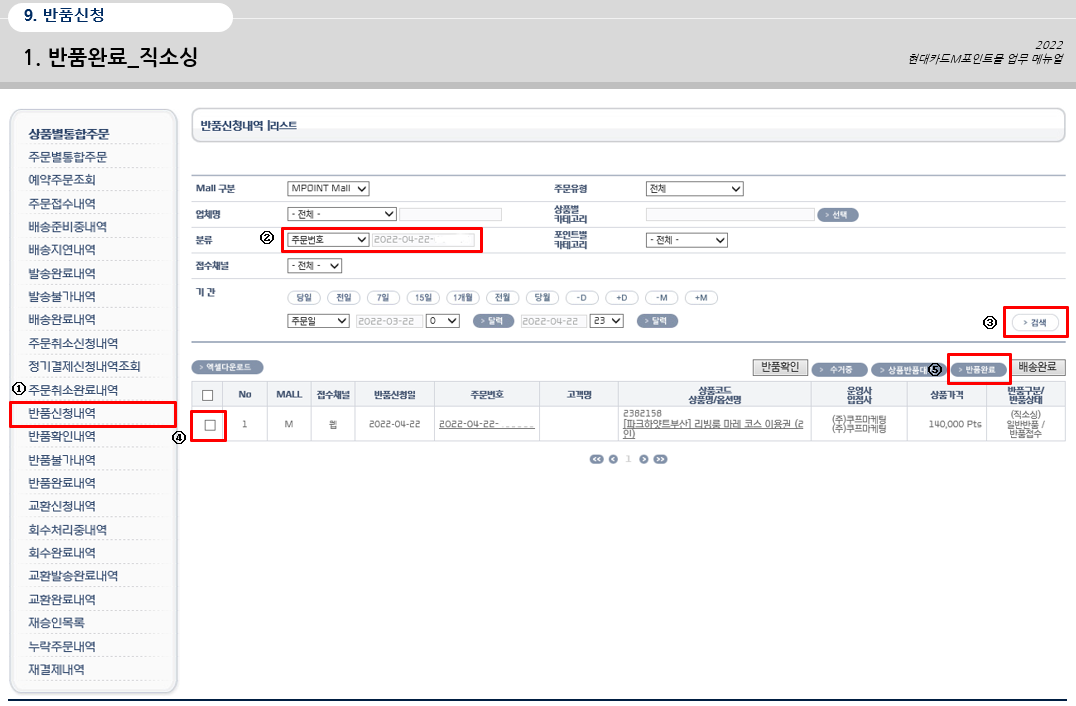 9. 반품신청
1. 반품완료_직소싱
2022
현대카드M포인트몰 업무 메뉴얼
상품별통합주문
주문별통합주문
예약주문조회
주문접수내역
배송준비중내역
배송지연내역
발송완료내역
발송불가내역
배송완료내역
주문취소신청내역
정기결제신청내역조회
① 주문취소완료내역
반품신청내역
반품확인내역
반품불가내역
반품완료내역
교환신청내역
회수처리중내역
회수완료내역
교환발송완료내역
교환완료내역
재승인목록
누락주문내역
재결제내역
반품신청내역 |리스트
Mall 구분 MPOINT Mall 주문유형 전체
업체명 - 전체 - 상품별 카테고리 > 선택
분류 ② 주문번호 2022-04-22- 포인트별 카테고리 - 전체 -
접수채널 - 전체 -
기 간 당일 전일 7일 15일 1개월 전월 당월 -D +D -M +M
주문일 2022-03-22 0 > 달력 2022-04-22 23 > 달력 ③ > 검색
> 엑셀다운로드 반품확인 > 수거중 > 상품반품대 ⑤ > 반품완료 배송완료
No MALL 접수채널 반품신청일 주문번호 고객명 상품코드 상품명/옵션명 운영사 입점사 상품가격 반품구분/ 반품상태
④ 1 M 웹 2022-04-22 2022-04-22- 2382158 (주)쿠프마케팅 (주)쿠프마케팅 140,000 Pts (직소싱)
[파크하얏트부산] 리빙룸 마레 코스 이용권 (2 일반반품 /
인) 반품접수
1